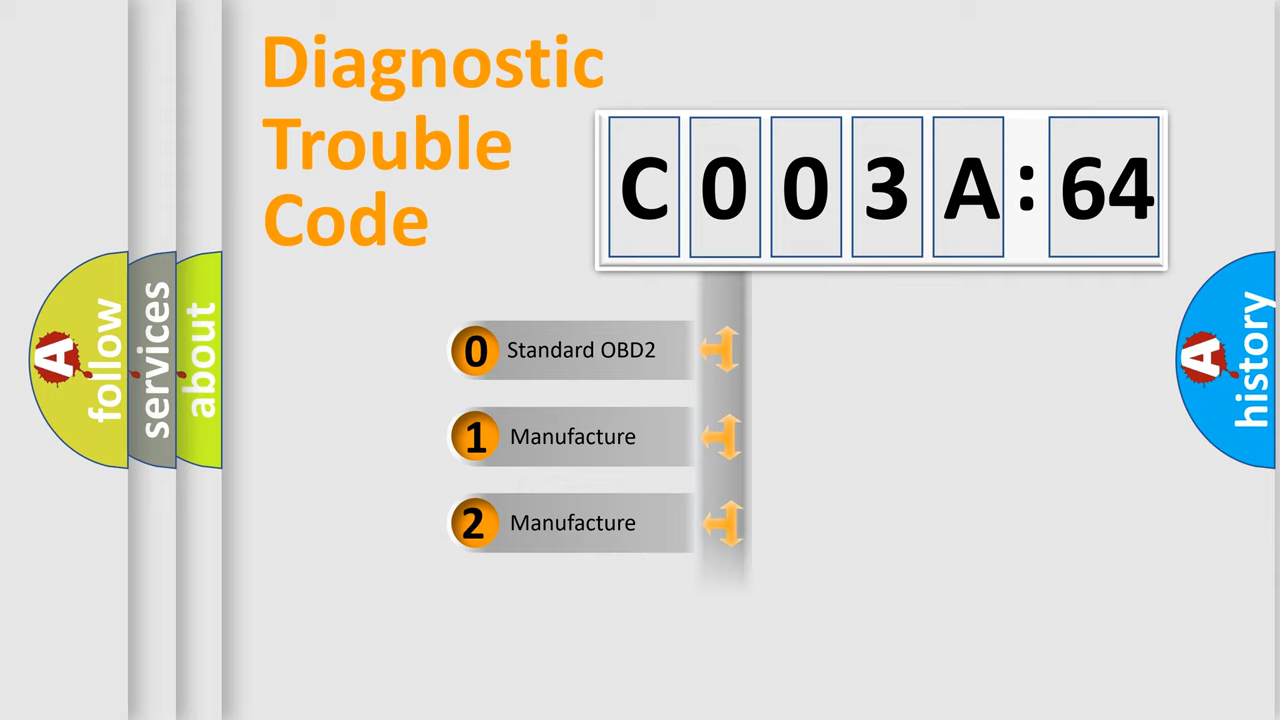 Diagnostic
Trouble
Code
C003A:64
0 Standard OBD2
1 Manufacture
2 Manufacture
A follow
services
about
A history